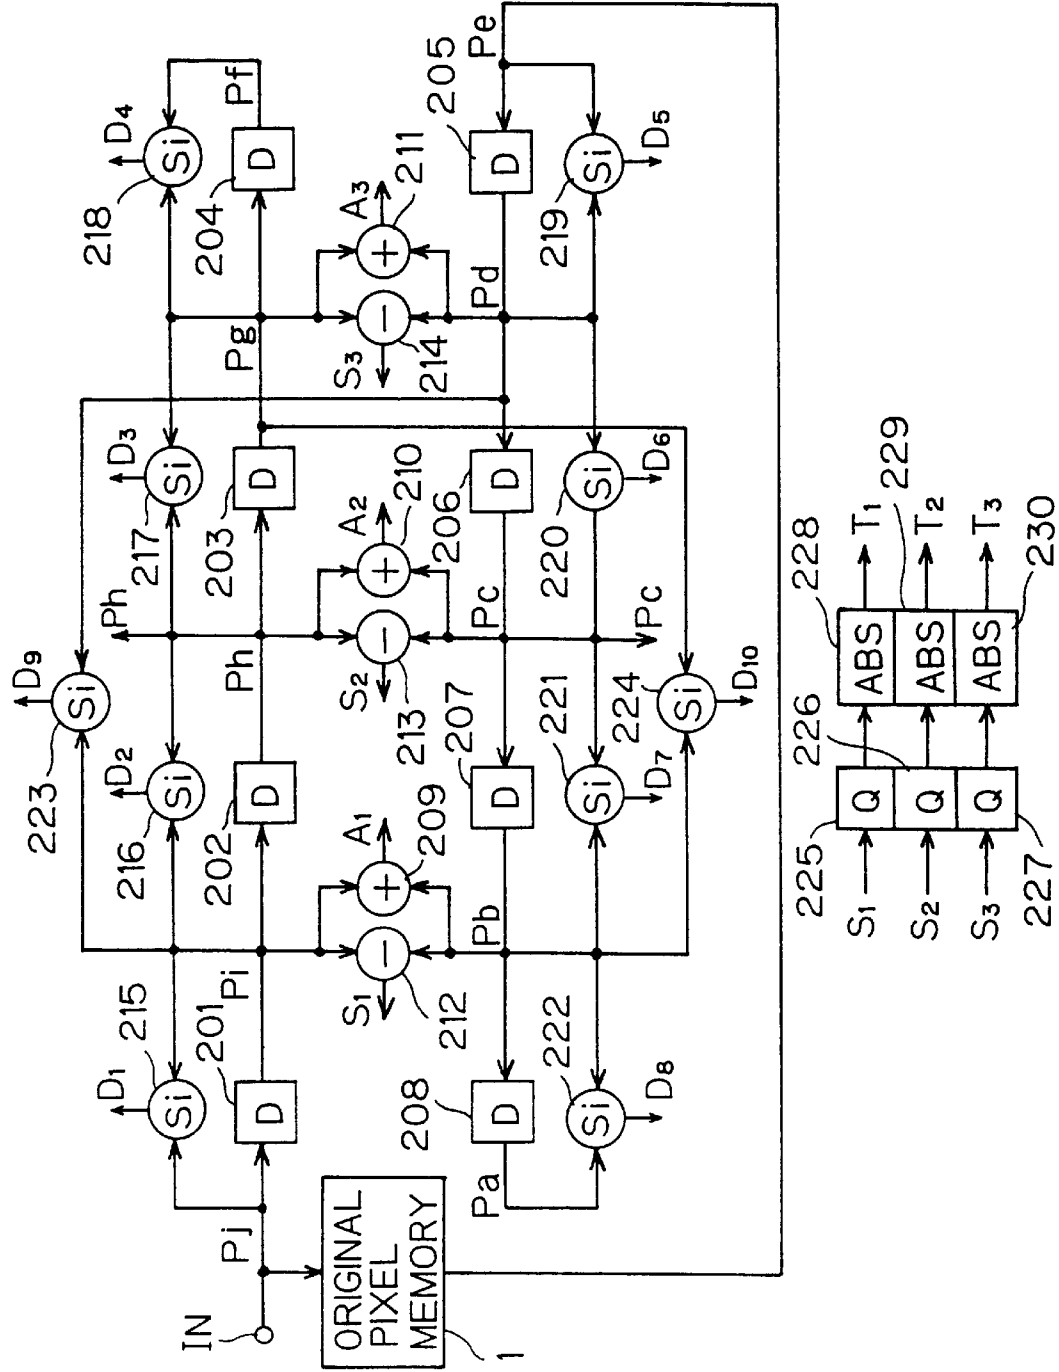 D9
223
Si
D1
215
Si
D2
216
Si
Ph
D3
217
Si
D4
218
Si
IN
Pj
201
D
Pi
202
D
Ph
203
D
Pg
204
D
Pf
S1
−
212
+
A1
209
S2
−
213
+
A2
210
S3
−
214
+
A3
211
ORIGINAL
PIXEL
MEMORY
1
Pa
208
D
Pb
207
D
Pc
206
D
Pd
D
205
Pe
222
Si
D8
221
Si
D7
Pc
220
Si
D6
219
Si
D5
224
Si
D10
225
226
228
229
S1
Q
ABS
T1
S2
Q
ABS
T2
S3
Q
ABS
T3
227
230